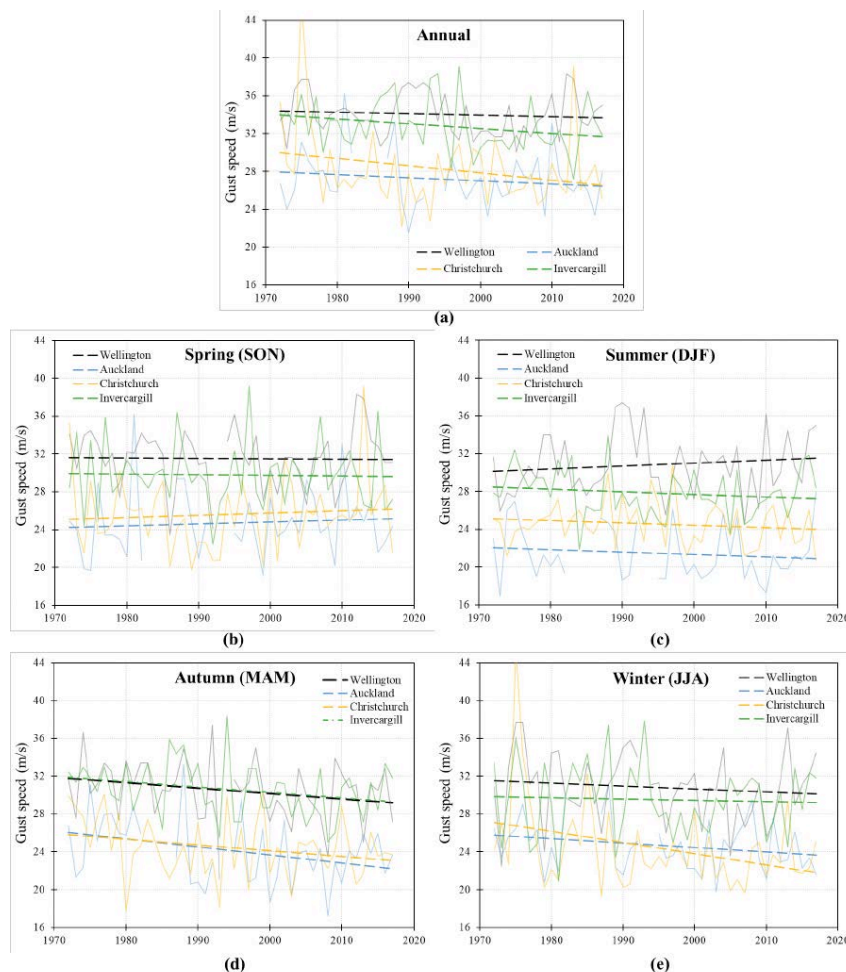 Annual
Gust speed (m/s)
44
40
36
32
28
24
20
16
Wellington
Auckland
Christchurch
Invercargill
1970
1980
1990
2000
2010
2020
(a)
Spring (SON)
Gust speed (m/s)
44
40
36
32
28
24
20
16
Wellington
Auckland
Christchurch
Invercargill
1970
1980
1990
2000
2010
2020
(b)
Summer (DJF)
Gust speed (m/s)
44
40
36
32
28
24
20
16
Wellington
Auckland
Christchurch
Invercargill
1970
1980
1990
2000
2010
2020
(c)
Autumn (MAM)
Gust speed (m/s)
44
40
36
32
28
24
20
16
Wellington
Auckland
Christchurch
Invercargill
1970
1980
1990
2000
2010
2020
(d)
Winter (JJA)
Gust speed (m/s)
44
40
36
32
28
24
20
16
Wellington
Auckland
Christchurch
Invercargill
1970
1980
1990
2000
2010
2020
(e)